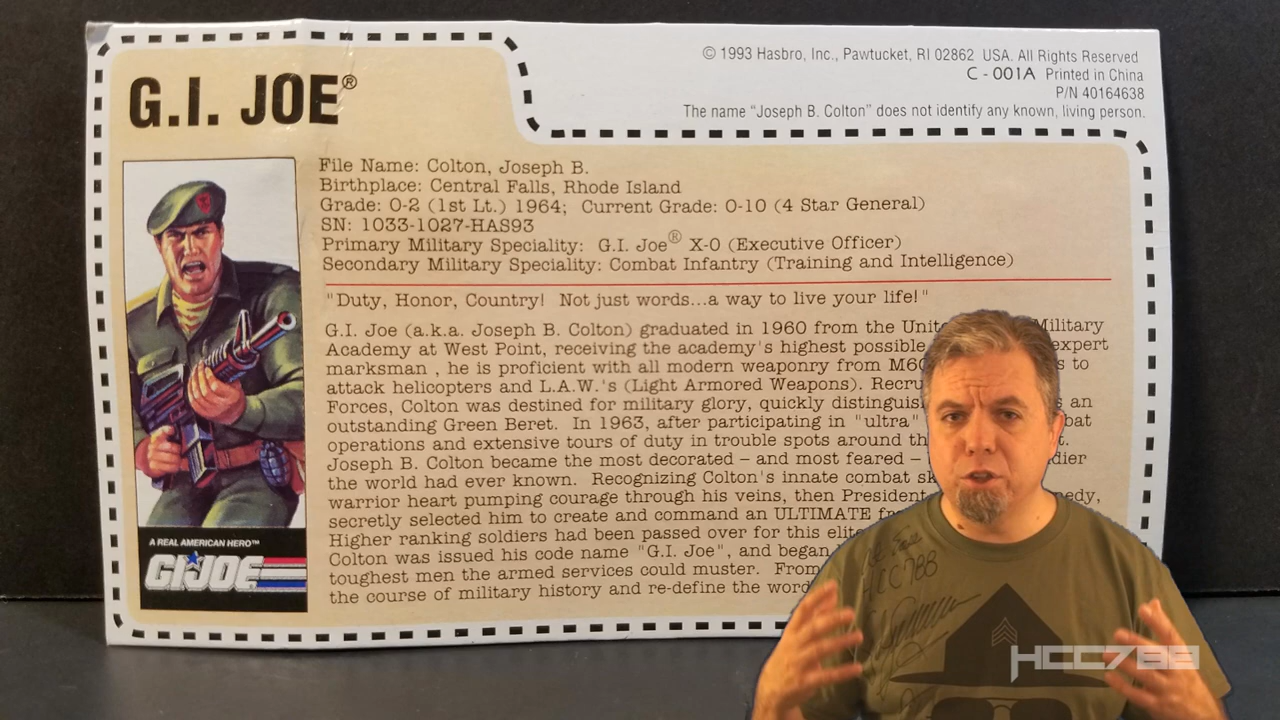 G.I. JOE®
© 1993 Hasbro, Inc., Pawtucket, RI 02862 USA. All Rights Reserved
C-001A Printed in China
P/N 40164638
The name "Joseph B. Colton" does not identify any known, living person.
File Name: Colton, Joseph B.
Birthplace: Central Falls, Rhode Island
Grade: O-2 (1st Lt.) 1964; Current Grade: O-10 (4 Star General)
SN: 1033-1027-HAS93
Primary Military Speciality: G.I. Joe® X-O (Executive Officer)
Secondary Military Speciality: Combat Infantry (Training and Intelligence)
"Duty, Honor, Country! Not just words...a way to live your life!"
G.I. Joe (a.k.a. Joseph B. Colton) graduated in 1960 from the Military
Academy at West Point, receiving the academy's highest possible expert
marksman , he is proficient with all modern weaponry from to
attack helicopters and L.A.W.'s (Light Armored Weapons).
Forces, Colton was destined for military glory, quickly an
outstanding Green Beret. In 1963, after participating in "ultra"
operations and extensive tours of duty in trouble spots around
Joseph B. Colton became the most decorated – and most feared –
the world had ever known. Recognizing Colton's innate combat
warrior heart pumping courage through his veins, then President
secretly selected him to create and command an ULTIMATE
Higher ranking soldiers had been passed over for this elite
Colton was issued his code name "G.I. Joe", and began
toughest men the armed services could muster. From
the course of military history and re-define the word
A REAL AMERICAN HERO™
G.I. JOE
HCC788
HCC788